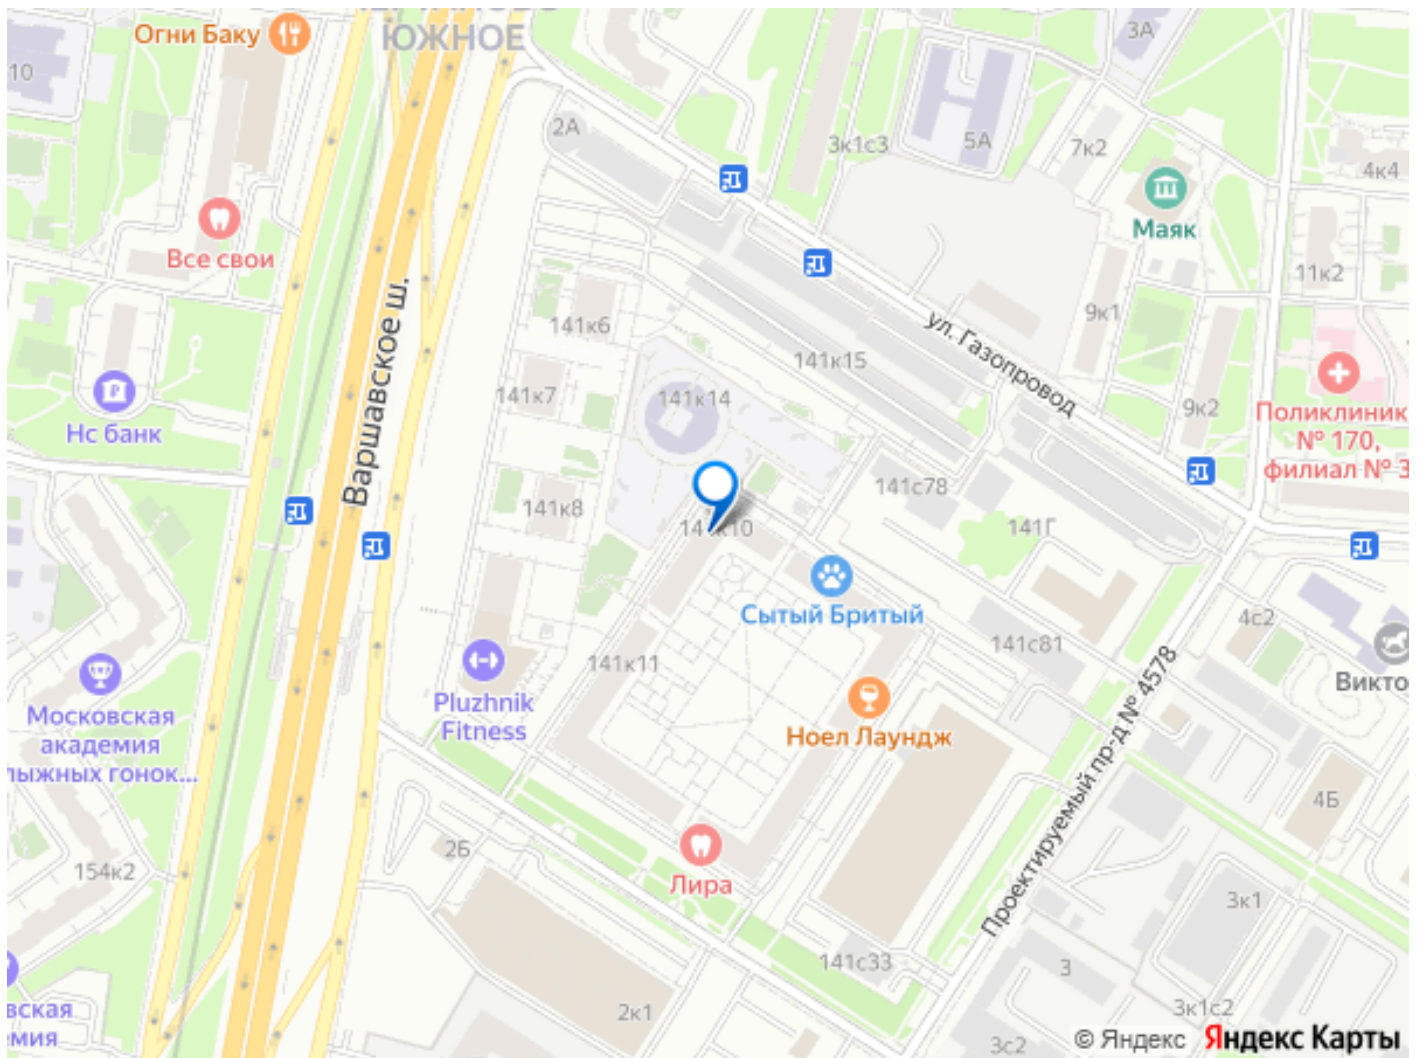 Огни Баку
ЮЖНОЕ
3А
10
2А
3к1с3
5А
7к2
4к4
Маяк
Все свои
11к2
Варшавское ш.
141к6
9к1
ул. Газопровод
141к15
141к7
141к14
9к2
Поликлиник
№ 170,
филиал № 3
Нс банк
141с78
141к8
141к10
141Г
Сытый Бритый
4с2
141с81
141к11
Викто
Pluzhnik
Fitness
Московская
академия
лыжных гонок...
Ноел Лаундж
Проектируемый пр-д № 4578
4Б
2Б
154к2
Лира
3к1
141с33
3
вская
емия
2к1
3к1с2
3с2
© Яндекс Яндекс Карты